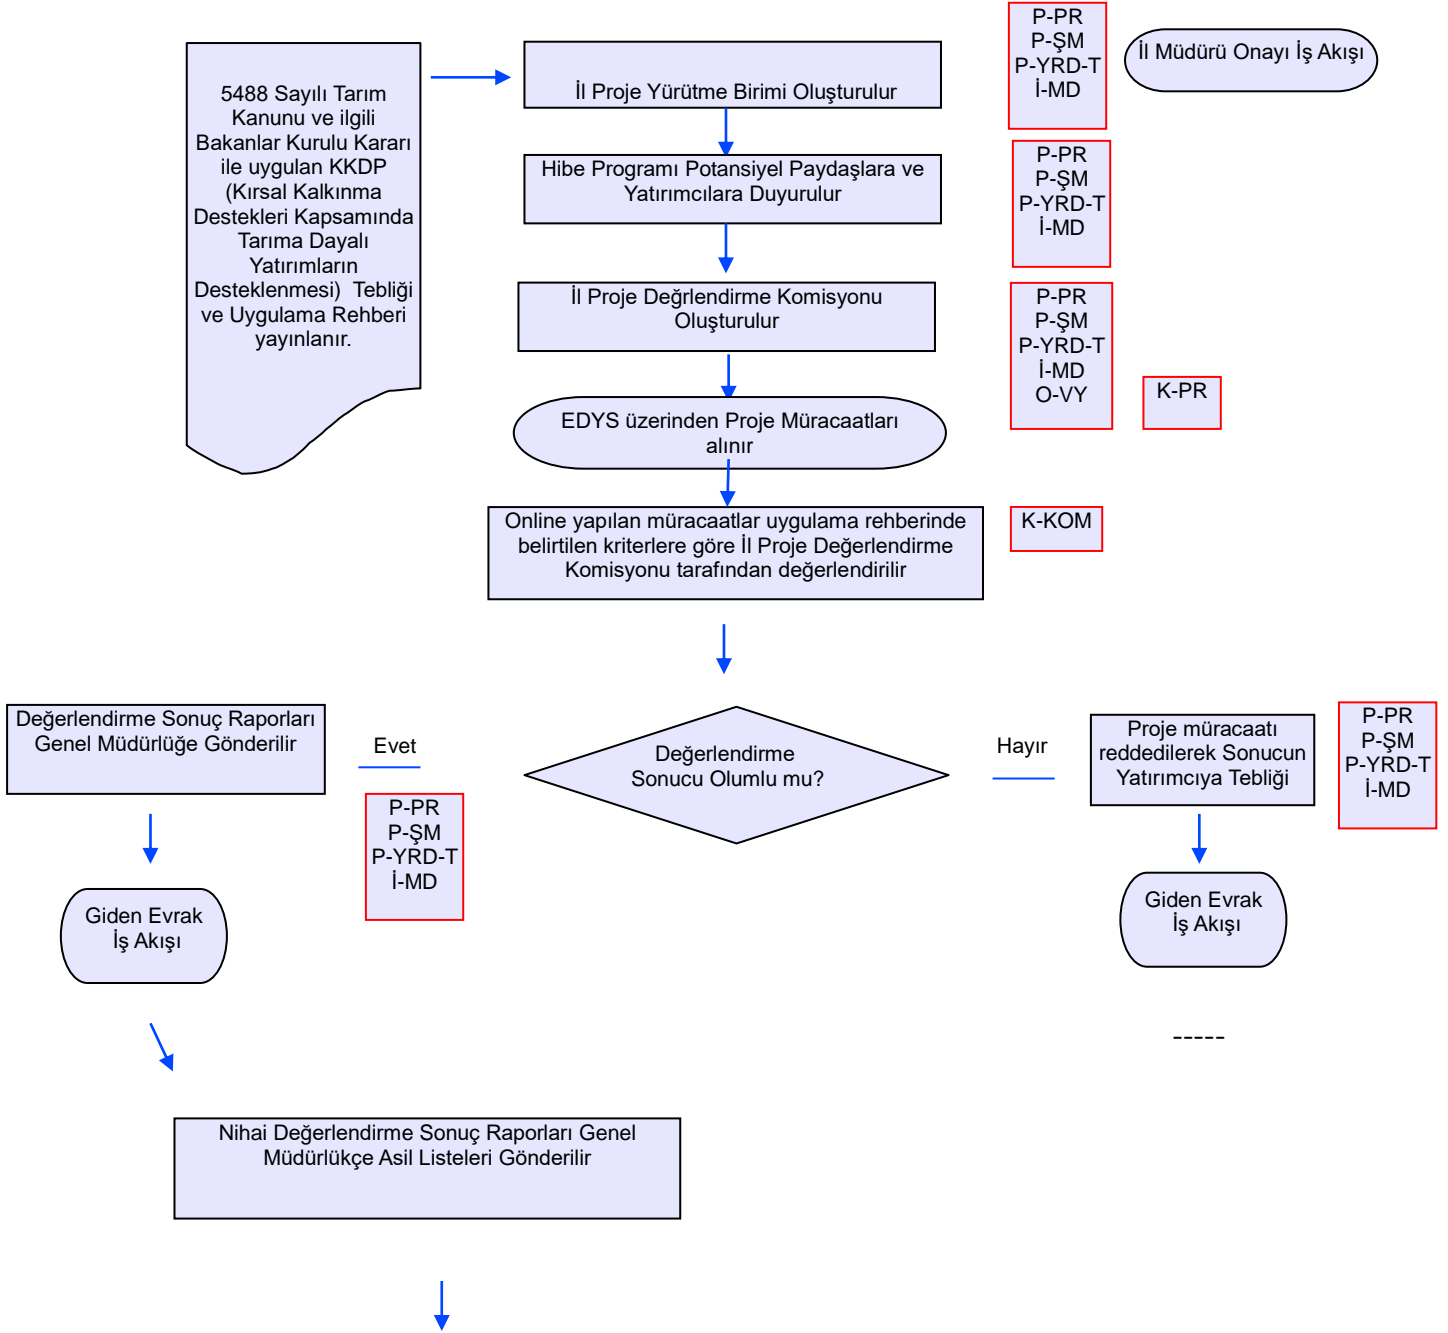 5488 Sayılı Tarım
Kanunu ve ilgili
Bakanlar Kurulu Kararı
ile uygulan KKDP
(Kırsal Kalkınma
Destekleri Kapsamında
Tarıma Dayalı
Yatırımların
Desteklenmesi) Tebliği
ve Uygulama Rehberi
yayınlanır.
İl Proje Yürütme Birimi Oluşturulur
P-PR
P-ŞM
P-YRD-T
İ-MD
İl Müdürü Onayı İş Akışı
Hibe Programı Potansiyel Paydaşlara ve
Yatırımcılara Duyurulur
P-PR
P-ŞM
P-YRD-T
İ-MD
İl Proje Değrlendirme Komisyonu
Oluşturulur
P-PR
P-ŞM
P-YRD-T
İ-MD
O-VY
K-PR
EDYS üzerinden Proje Müracaatları
alınır
Online yapılan müracaatlar uygulama rehberinde
belirtilen kriterlere göre İl Proje Değerlendirme
Komisyonu tarafından değerlendirilir
K-KOM
Değerlendirme Sonuç Raporları
Genel Müdürlüğe Gönderilir
Evet
Değerlendirme
Sonucu Olumlu mu?
Hayır
Proje müracaatı
reddedilerek Sonucun
Yatırımcıya Tebliği
P-PR
P-ŞM
P-YRD-T
İ-MD
P-PR
P-ŞM
P-YRD-T
İ-MD
Giden Evrak
İş Akışı
Giden Evrak
İş Akışı
-----
Nihai Değerlendirme Sonuç Raporları Genel
Müdürlükçe Asil Listeleri Gönderilir